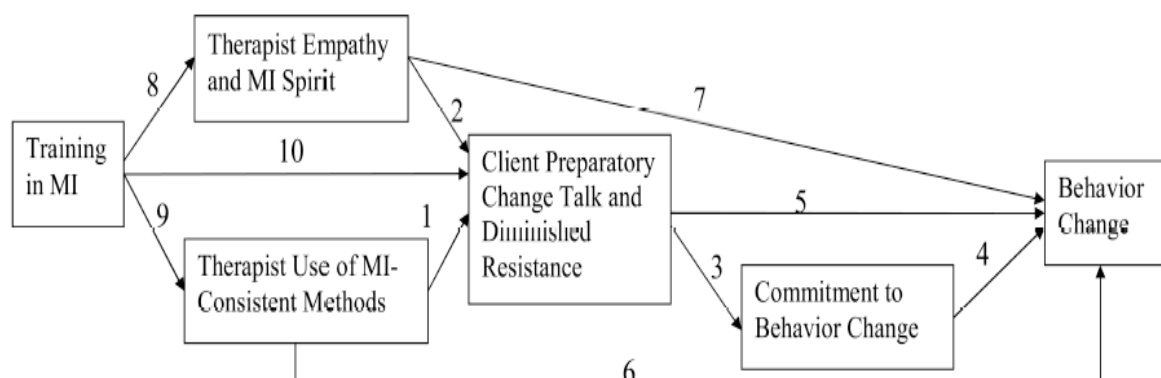 Therapist Empathy
and MI Spirit
8
7
2
Training
in MI
10
Client Preparatory
Change Talk and
Diminished
Resistance
Behavior
Change
5
9
1
Therapist Use of MI-
Consistent Methods
3
4
Commitment to
Behavior Change
6